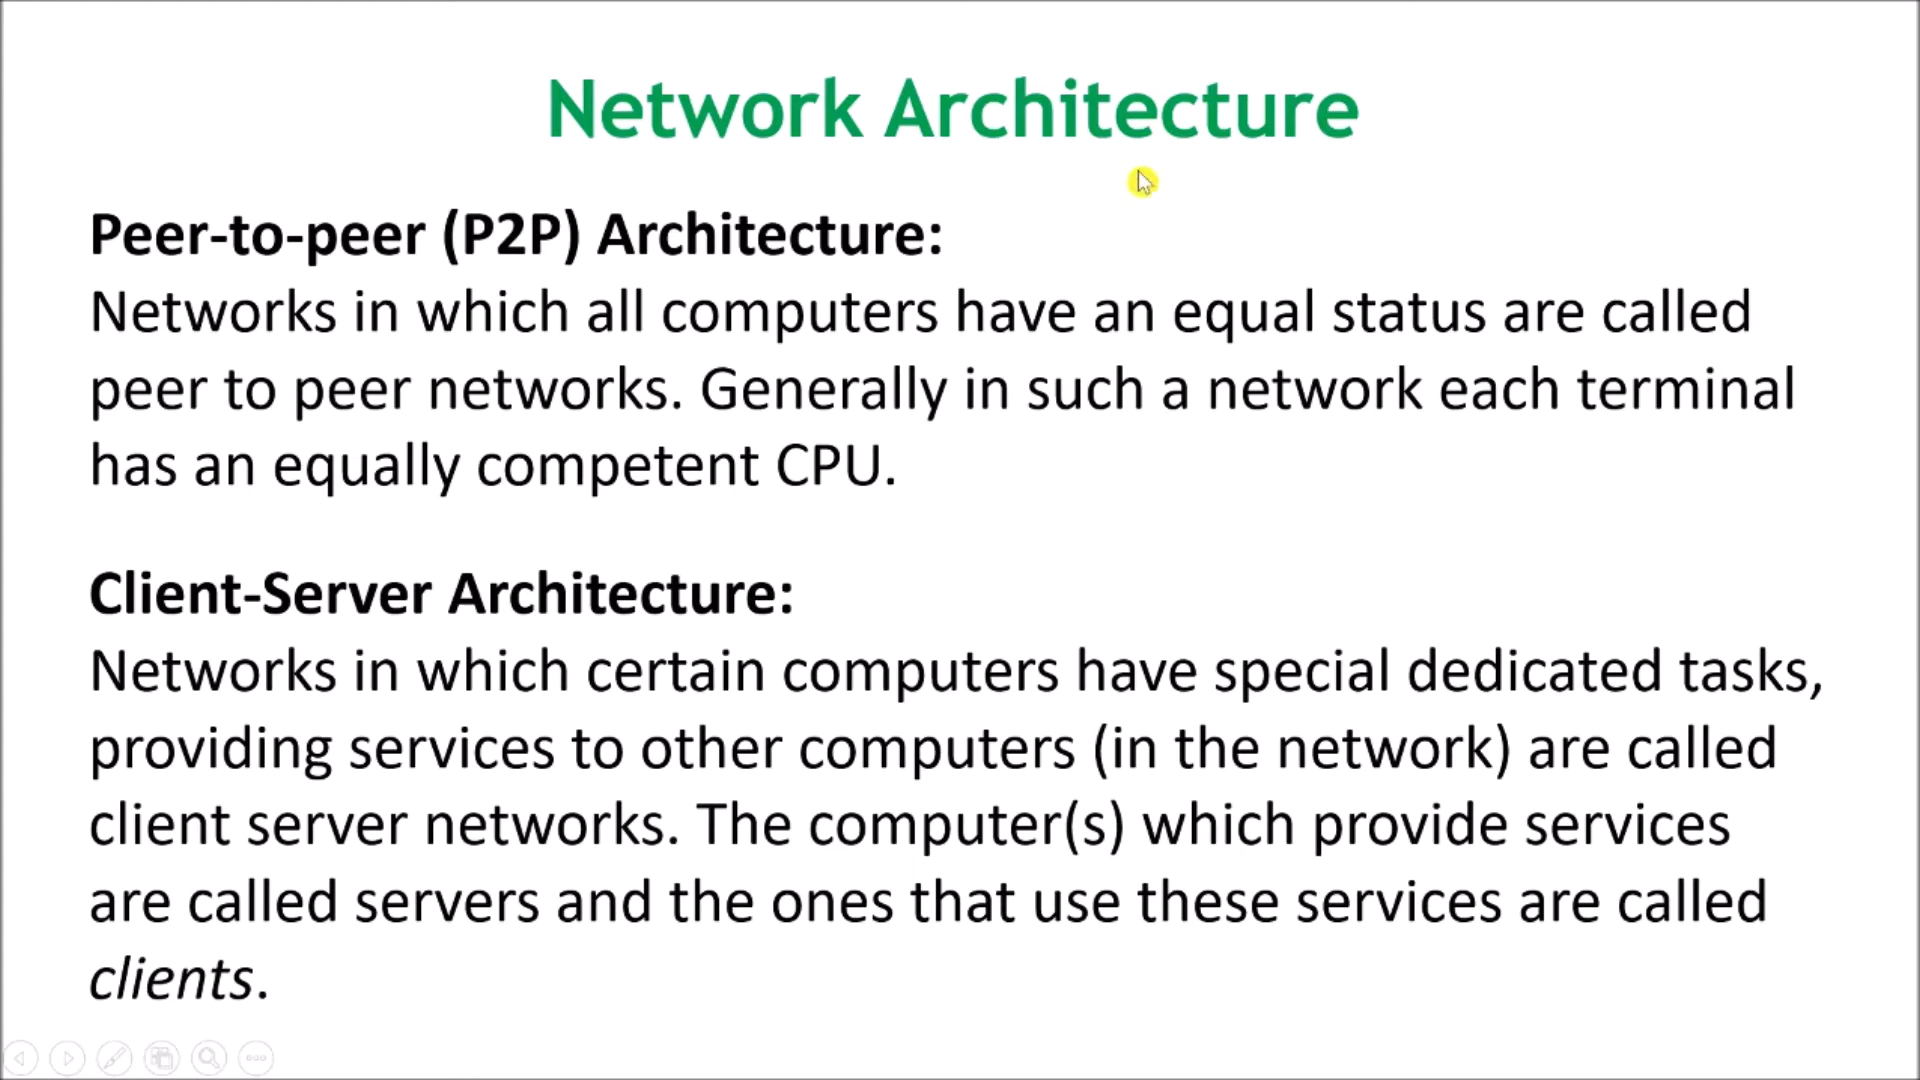 Network Architecture
Peer-to-peer (P2P) Architecture:
Networks in which all computers have an equal status are called
peer to peer networks. Generally in such a network each terminal
has an equally competent CPU.
Client-Server Architecture:
Networks in which certain computers have special dedicated tasks,
providing services to other computers (in the network) are called
client server networks. The computer(s) which provide services
are called servers and the ones that use these services are called
clients.